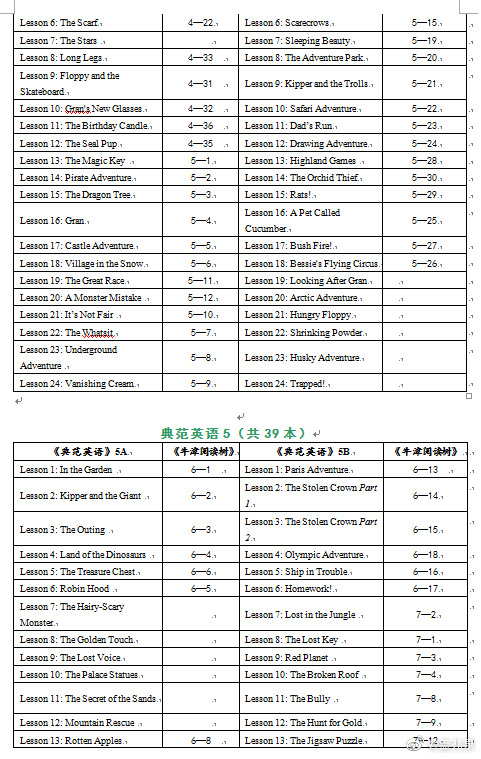 Lesson 6: The Scarf. 4—22. Lesson 6: Scarecrows. 5—15.
Lesson 7: The Stars Lesson 7: Sleeping Beauty. 5—19.
Lesson 8: Long Legs. 4—33 Lesson 8: The Adventure Park. 5—20.
Lesson 9: Floppy and the
Skateboard. 4—31 Lesson 9: Kipper and the Trolls. 5—21.
Lesson 10: Gran's New Glasses. 4—32 Lesson 10: Safari Adventure. 5—22.
Lesson 11: The Birthday Candle. 4—36 Lesson 11: Dad's Run. 5—23.
Lesson 12: The Seal Pup. 4—35 Lesson 12: Drawing Adventure. 5—24.
Lesson 13: The Magic Key 5—1. Lesson 13: Highland Games 5—28.
Lesson 14: Pirate Adventure. 5—2. Lesson 14: The Orchid Thief. 5—30.
Lesson 15: The Dragon Tree. 5—3. Lesson 15: Rats!. 5—29.
Lesson 16: Gran. 5—4. Lesson 16: A Pet Called
Cucumber. 5—25.
Lesson 17: Castle Adventure. 5—5. Lesson 17: Bush Fire!. 5—27.
Lesson 18: Village in the Snow. 5—6. Lesson 18: Bessie's Flying Circus. 5—26.
Lesson 19: The Great Race. 5—11. Lesson 19: Looking After Gran.
Lesson 20: A Monster Mistake 5—12. Lesson 20: Arctic Adventure.
Lesson 21: It's Not Fair 5—10. Lesson 21: Hungry Floppy.
Lesson 22: The Whatsit. 5—7. Lesson 22: Shrinking Powder.
Lesson 23: Underground
Adventure 5—8. Lesson 23: Husky Adventure.
Lesson 24: Vanishing Cream. 5—9. Lesson 24: Trapped!.
典范英语 5（共 39 本）
《典范英语》5A. 《牛津阅读树》 《典范英语》5B. 《牛津阅读树》
Lesson 1: In the Garden 6—1 Lesson 1: Paris Adventure. 6—13
Lesson 2: Kipper and the Giant 6—2. Lesson 2: The Stolen Crown Part
1. 6—14.
Lesson 3: The Outing 6—3. Lesson 3: The Stolen Crown Part
2. 6—15.
Lesson 4: Land of the Dinosaurs 6—4. Lesson 4: Olympic Adventure. 6—18.
Lesson 5: The Treasure Chest. 6—6. Lesson 5: Ship in Trouble. 6—16.
Lesson 6: Robin Hood 6—5. Lesson 6: Homework!. 6—17.
Lesson 7: The Hairy-Scary
Monster. Lesson 7: Lost in the Jungle 7—2.
Lesson 8: The Golden Touch. Lesson 8: The Lost Key 7—1.
Lesson 9: The Lost Voice. Lesson 9: Red Planet 7—3.
Lesson 10: The Palace Statues. Lesson 10: The Broken Roof 7—4.
Lesson 11: The Secret of the Sands. Lesson 11: The Bully 7—8.
Lesson 12: Mountain Rescue Lesson 12: The Hunt for Gold. 7—9.
Lesson 13: Rotten Apples. 6—8 Lesson 13: The Jigsaw Puzzle. 7—12